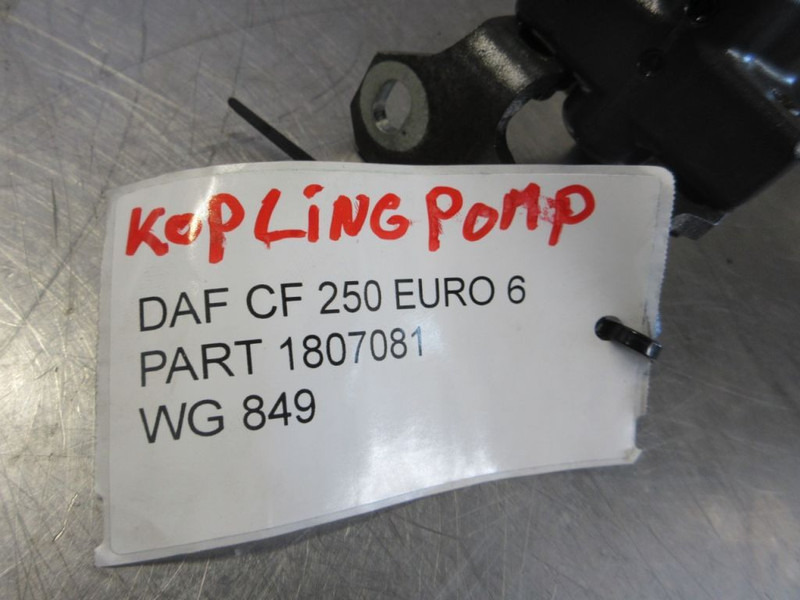 KOPLiNG POMP
DAF CF 250 EURO 6
PART 1807081
WG 849